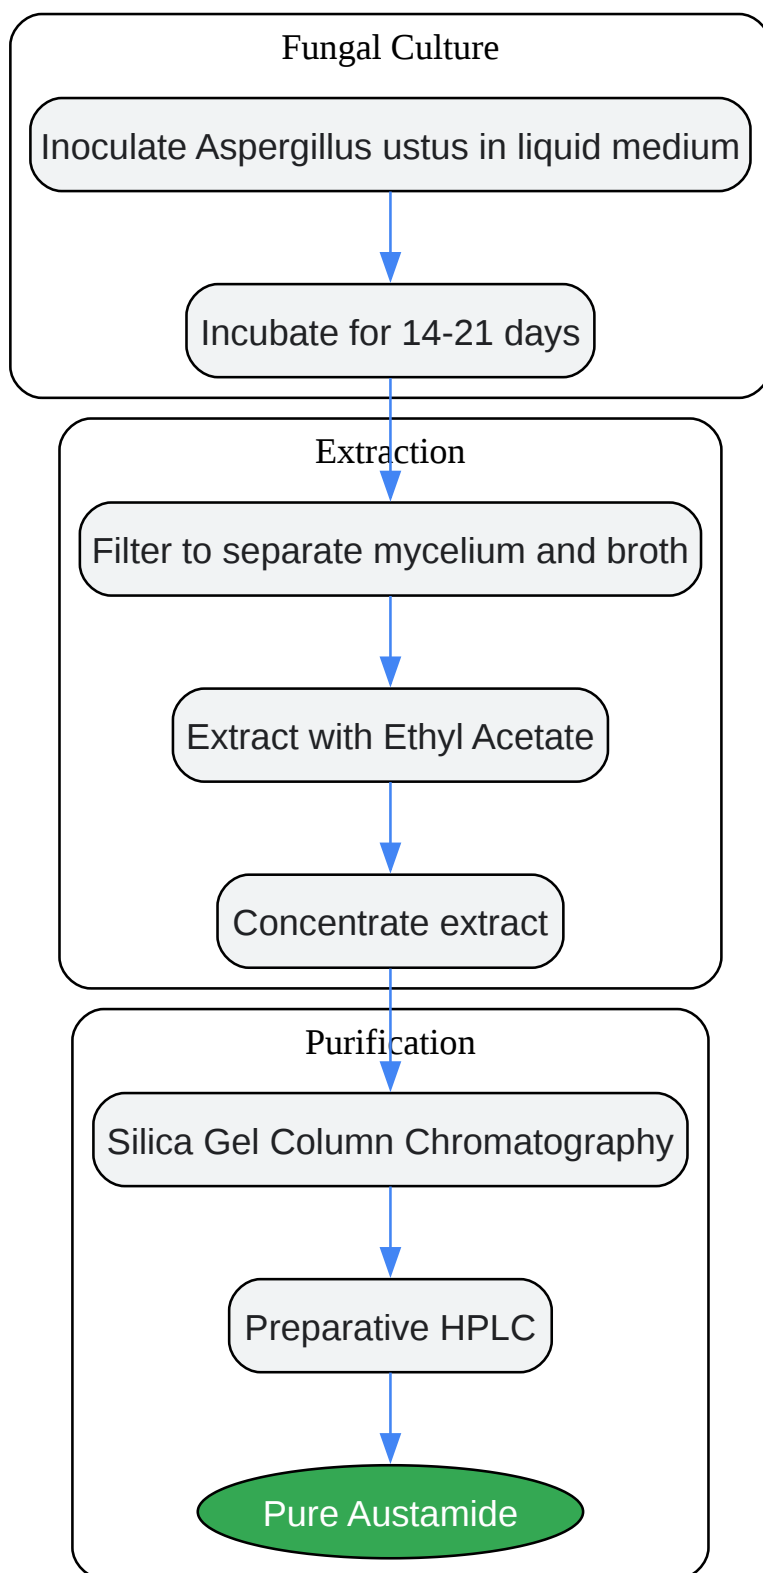 Fungal Culture
Inoculate Aspergillus ustus in liquid medium
Incubate for 14-21 days
Extraction
Filter to separate mycelium and broth
Extract with Ethyl Acetate
Concentrate extract
Purification
Silica Gel Column Chromatography
Preparative HPLC
Pure Austamide